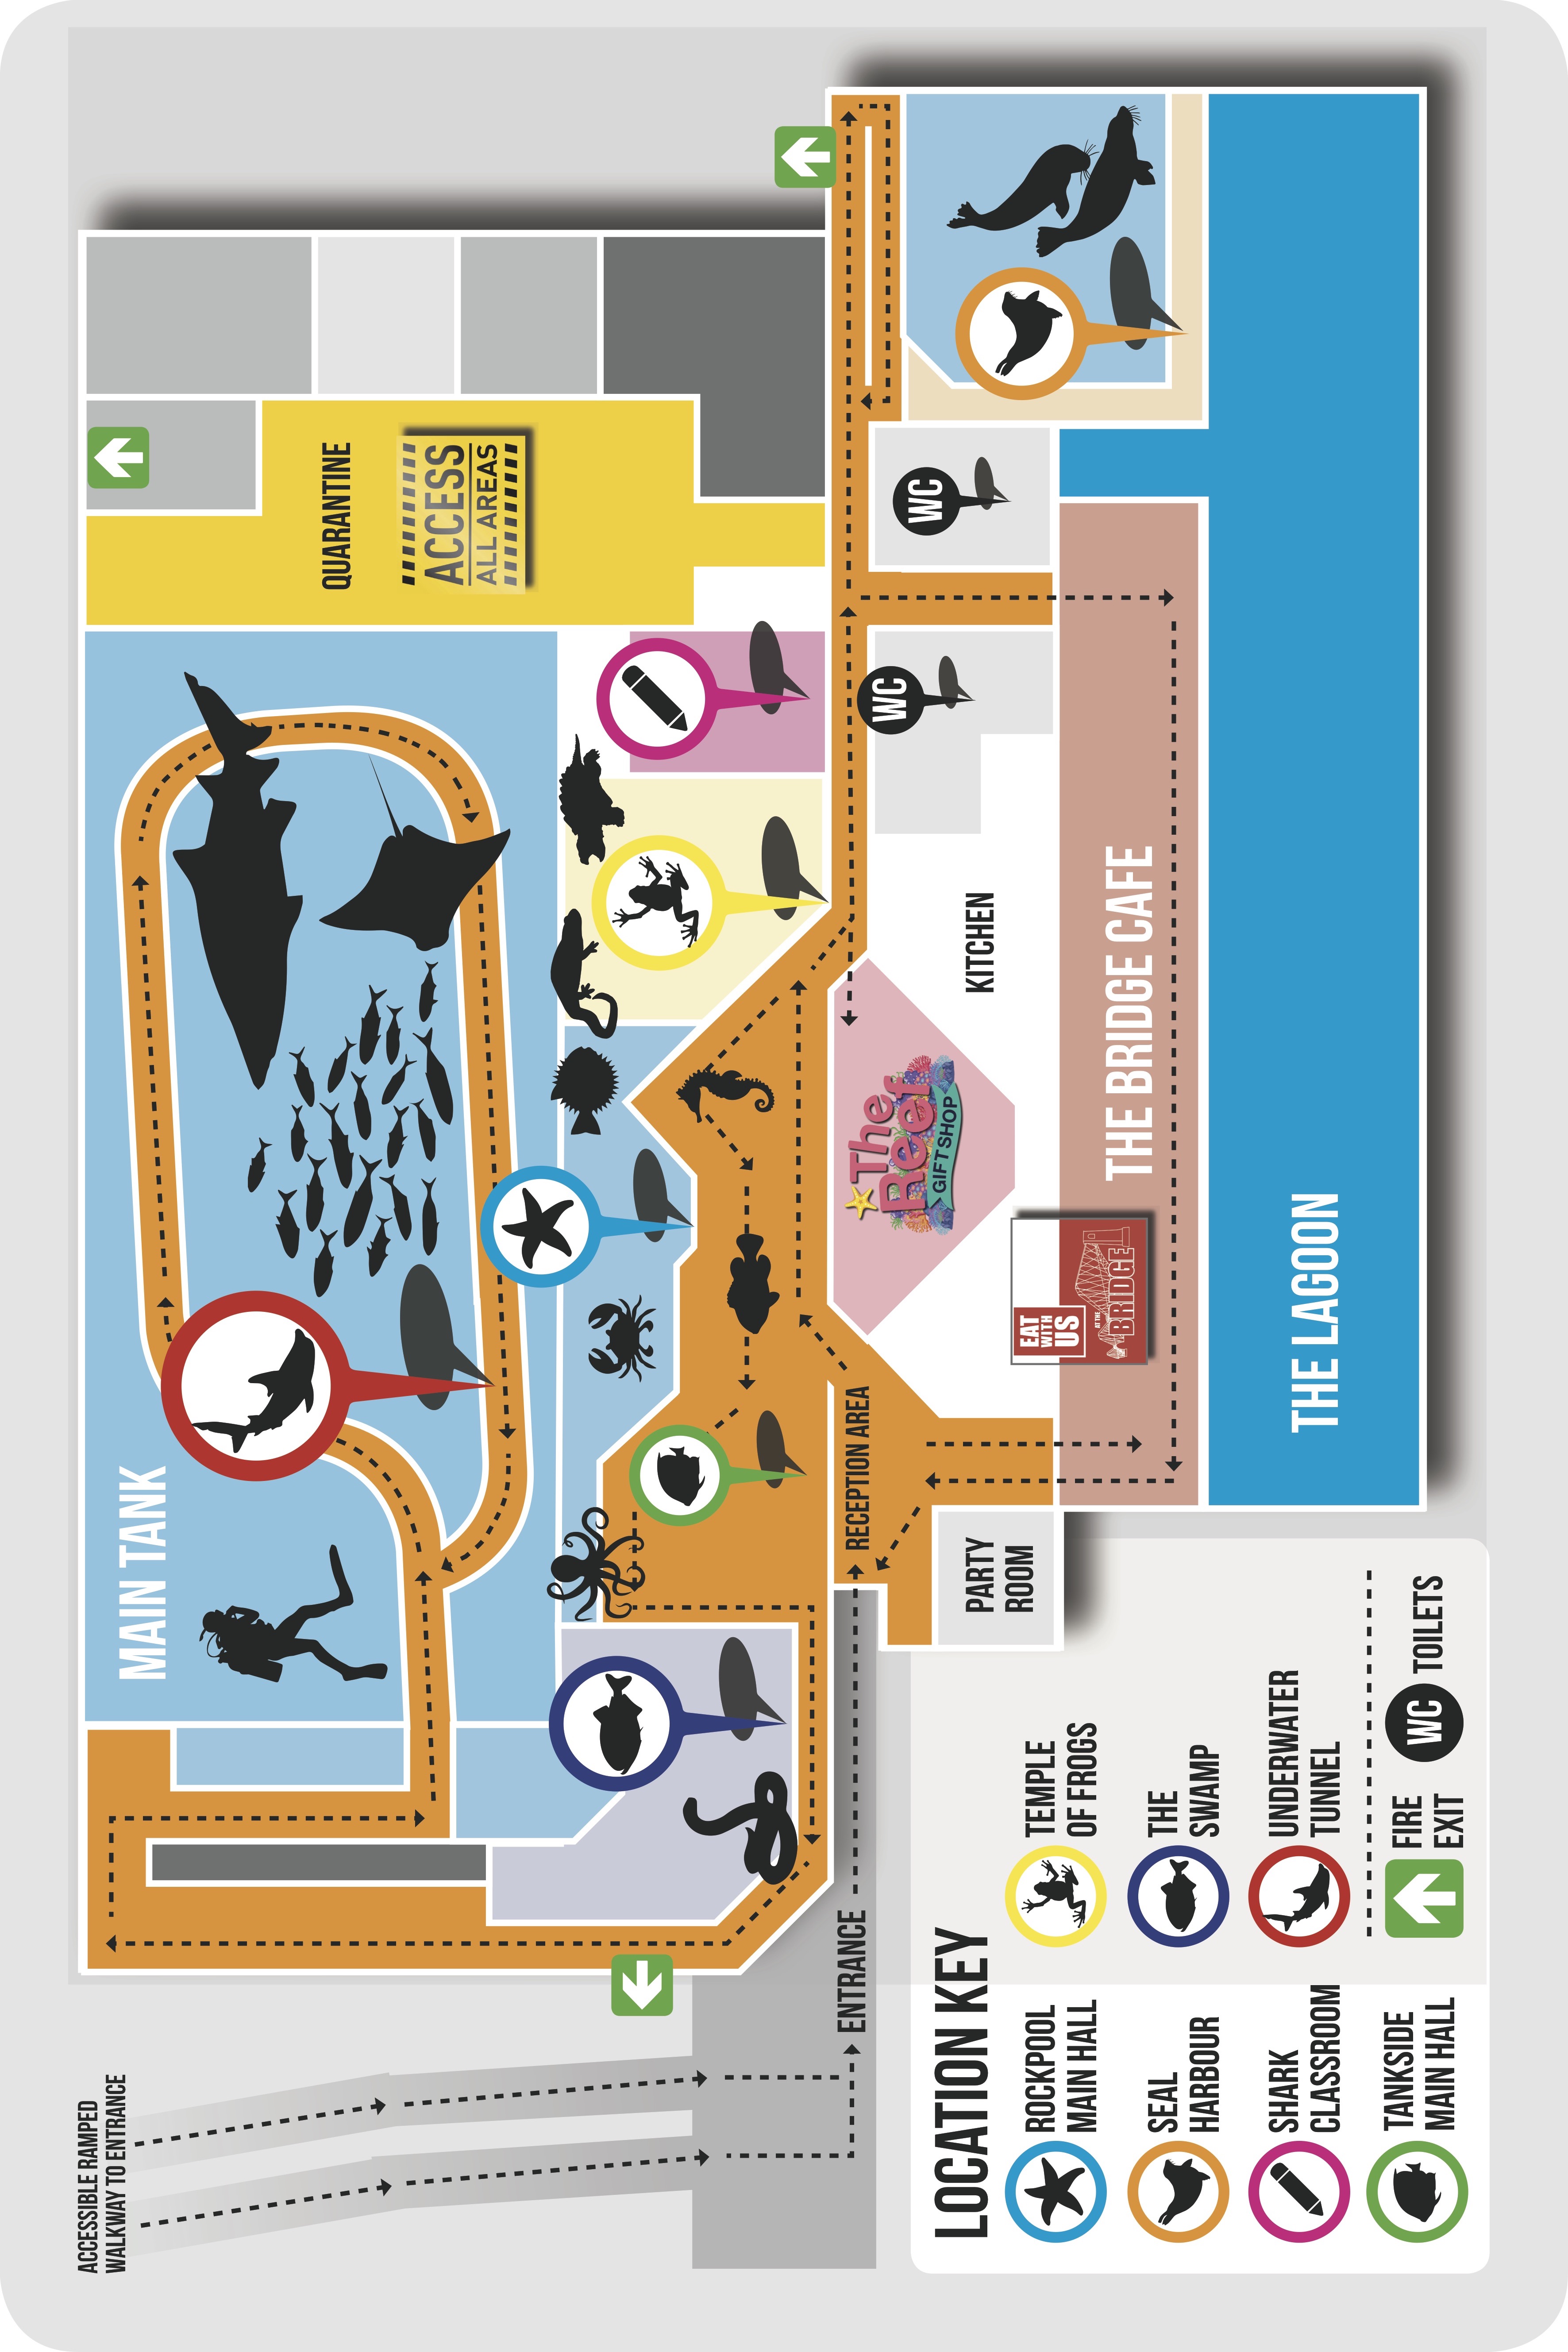 ACCESSIBLE RAMPED
WALKWAY TO ENTRANCE
MAIN TANK
QUARANTINE
ACCESS
ALL AREAS
ENTRANCE
RECEPTION AREA
The
Reef
GIFT SHOP
WC
WC
KITCHEN
PARTY
ROOM
EAT
WITH
US
AT THE
BRIDGE
THE BRIDGE CAFE
THE LAGOON
LOCATION KEY
ROCKPOOL
MAIN HALL
SEAL
HARBOUR
SHARK
CLASSROOM
TANKSIDE
MAIN HALL
TEMPLE
OF FROGS
THE
SWAMP
UNDERWATER
TUNNEL
FIRE
EXIT
WC
TOILETS